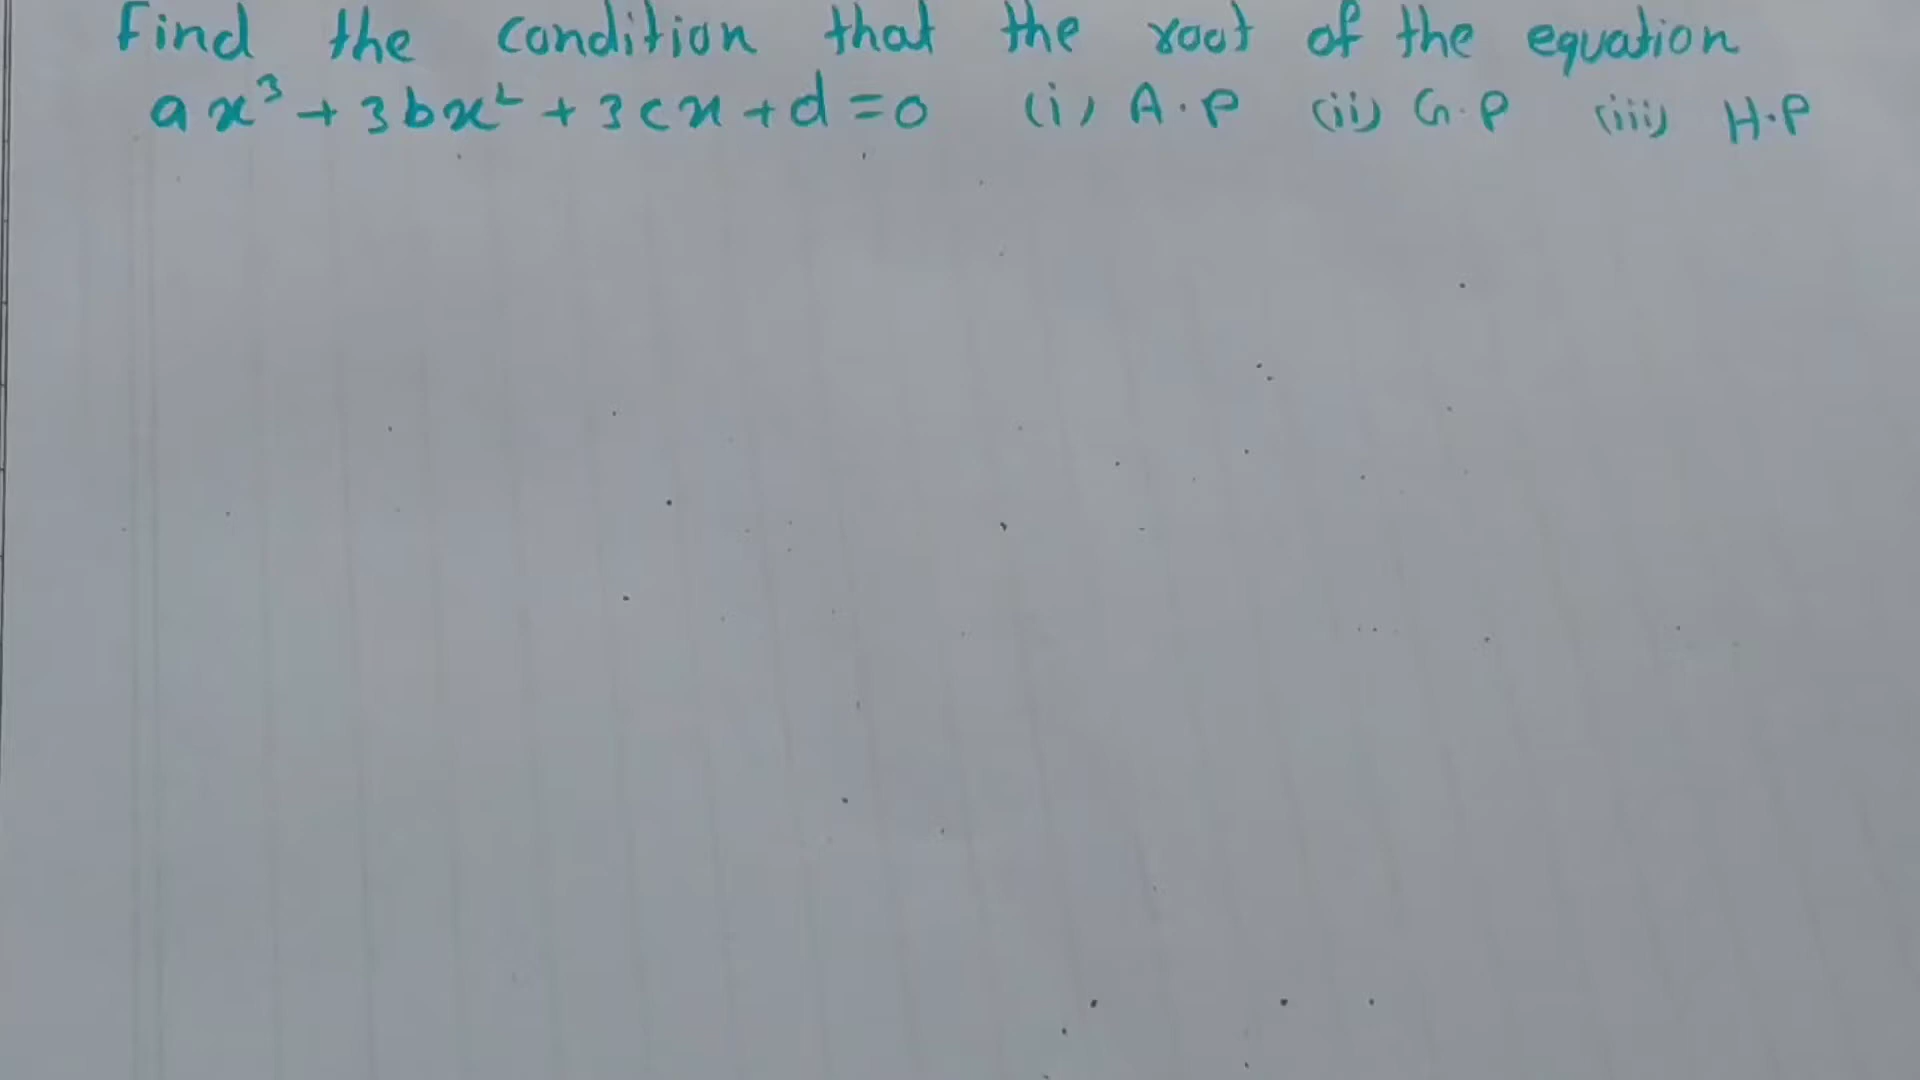 Find the condition that the root of the equation
ax³ + 3bx² + 3cx + d = 0 (i) A.P (ii) G.P (iii) H.P